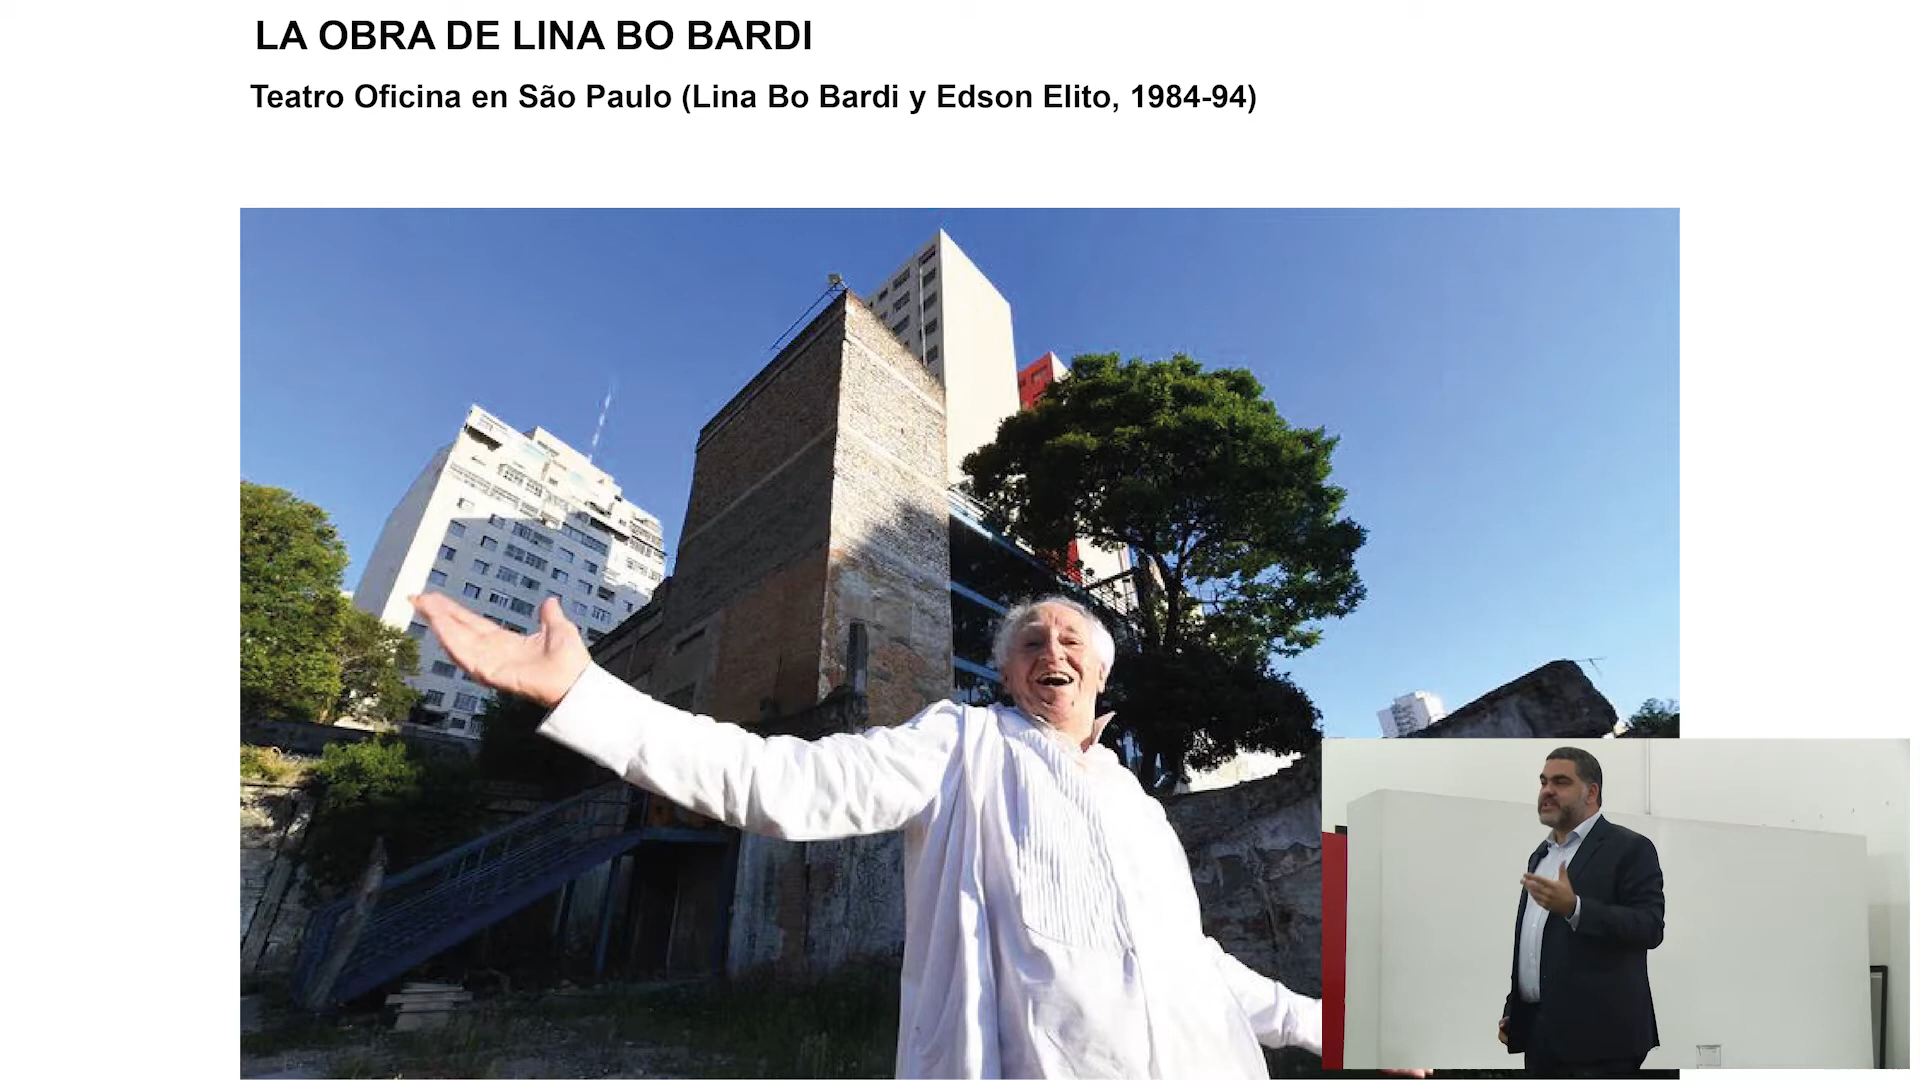 LA OBRA DE LINA BO BARDI
Teatro Oficina en São Paulo (Lina Bo Bardi y Edson Elito, 1984-94)